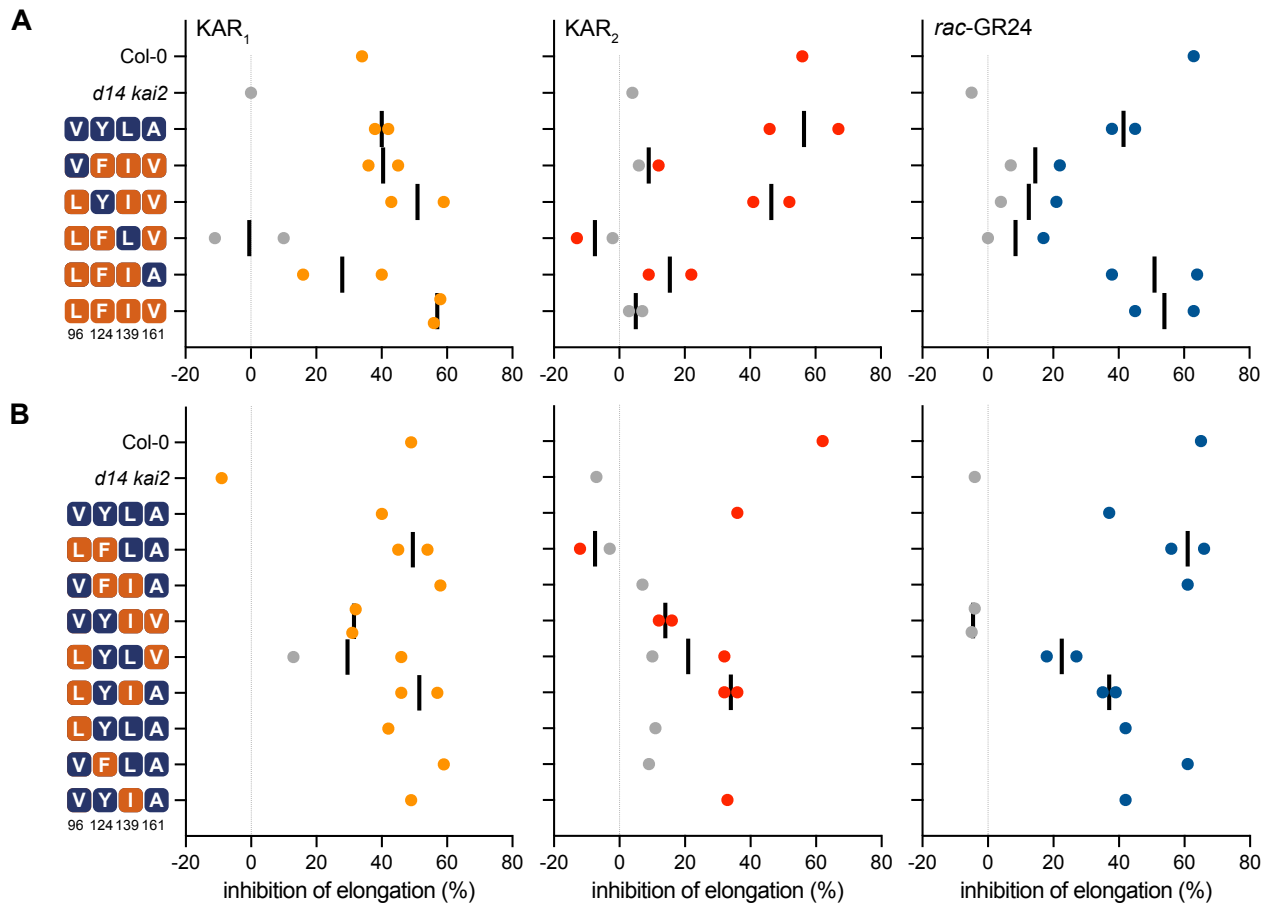 A
KAR1
KAR2
rac-GR24
Col-0
d14 kai2
V Y L A
V F I V
L Y I V
L F L V
L F I A
L F I V
96 124 139 161
-20 0 20 40 60 80
-20 0 20 40 60 80
-20 0 20 40 60 80
B
Col-0
d14 kai2
V Y L A
L F L A
V F I A
V Y I V
L Y L V
L Y I A
L Y L A
V F L A
V Y I A
96 124 139 161
-20 0 20 40 60 80
-20 0 20 40 60 80
-20 0 20 40 60 80
inhibition of elongation (%)
inhibition of elongation (%)
inhibition of elongation (%)